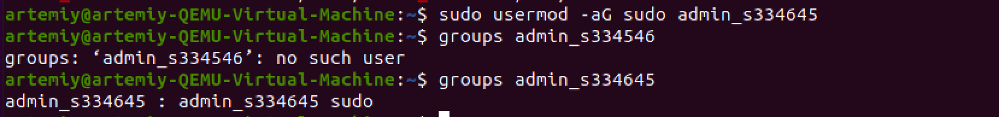 artemiy@artemiy-QEMU-Virtual-Machine:~$ sudo usermod -aG sudo admin_s334645
artemiy@artemiy-QEMU-Virtual-Machine:~$ groups admin_s334546
groups: ‘admin_s334546’: no such user
artemiy@artemiy-QEMU-Virtual-Machine:~$ groups admin_s334645
admin_s334645 : admin_s334645 sudo